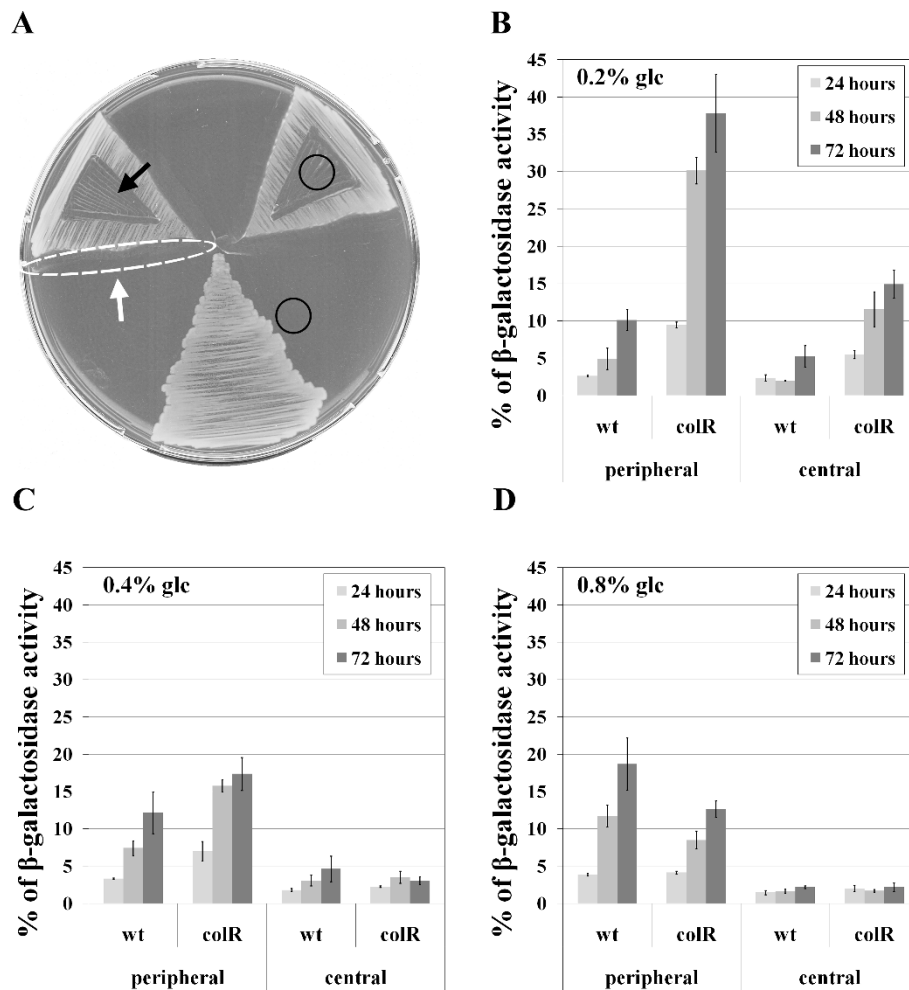 A
B
% of β-galactosidase activity
45
40
35
30
25
20
15
10
5
0
0.2% glc
24 hours
48 hours
72 hours
wt
colR
wt
colR
peripheral
central
C
% of β-galactosidase activity
45
40
35
30
25
20
15
10
5
0
0.4% glc
24 hours
48 hours
72 hours
wt
colR
wt
colR
peripheral
central
D
% of β-galactosidase activity
45
40
35
30
25
20
15
10
5
0
0.8% glc
24 hours
48 hours
72 hours
wt
colR
wt
colR
peripheral
central